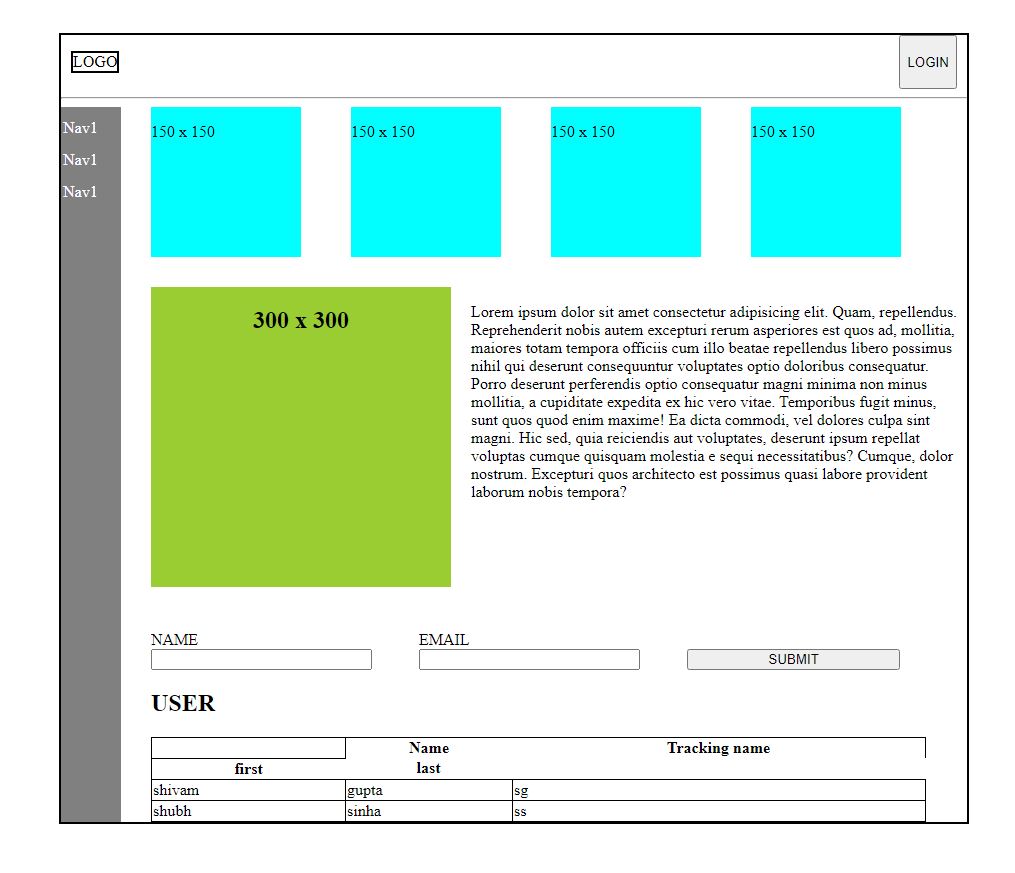 LOGO
LOGIN
Nav1
Nav1
Nav1
150 x 150
150 x 150
150 x 150
150 x 150
300 x 300
Lorem ipsum dolor sit amet consectetur adipisicing elit. Quam, repellendus.
Reprehenderit nobis autem excepturi rerum asperiores est quos ad, mollitia,
maiores totam tempora officiis cum illo beatae repellendus libero possimus
nihil qui deserunt consequuntur voluptates optio doloribus consequatur.
Porro deserunt perferendis optio consequatur magni minima non minus
mollitia, a cupiditate expedita ex hic vero vitae. Temporibus fugit minus,
sunt quos quod enim maxime! Ea dicta commodi, vel dolores culpa sint
magni. Hic sed, quia reiciendis aut voluptates, deserunt ipsum repellat
voluptas cumque quisquam molestia e sequi necessitatibus? Cumque, dolor
nostrum. Excepturi quos architecto est possimus quasi labore provident
laborum nobis tempora?
NAME
EMAIL
SUBMIT
USER
Name
Tracking name
first
last
shivam
gupta
sg
shubh
sinha
ss